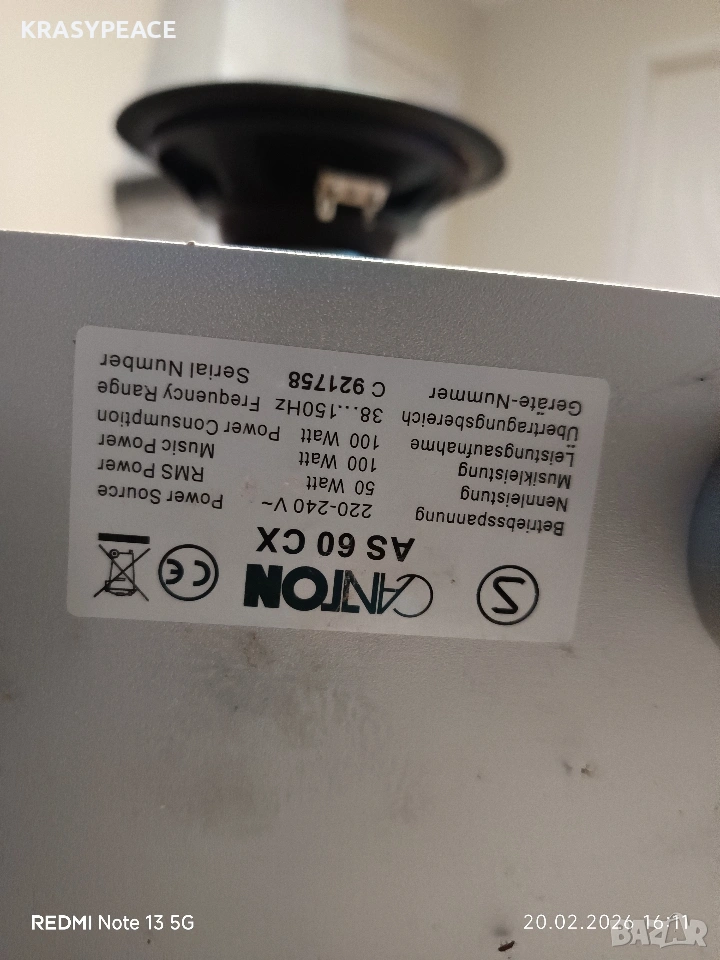 KRASYPEACE
S
CANTON
CE
AS 60 CX
Betriebsspannung 220-240 V~ Power Source
Nennleistung 50 Watt RMS Power
Musikleistung 100 Watt Music Power
Leistungsaufnahme 100 Watt Power Consumption
Übertragungsbereich 38...150Hz Frequency Range
Geräte-Nummer C 921758 Serial Number
REDMI Note 13 5G
20.02.2026 16:11
BAZAR